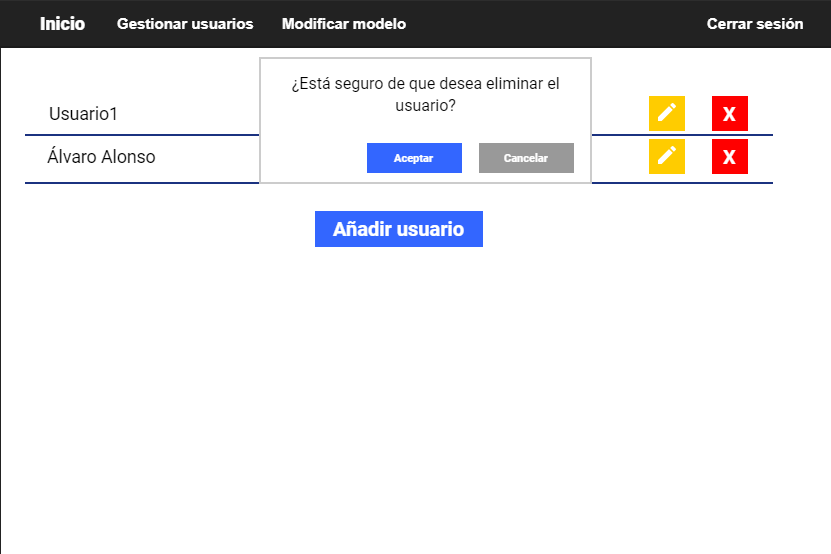 Inicio Gestionar usuarios Modificar modelo Cerrar sesión
¿Está seguro de que desea eliminar el
usuario?
Usuario1 X
Álvaro Alonso X
Aceptar Cancelar
Añadir usuario